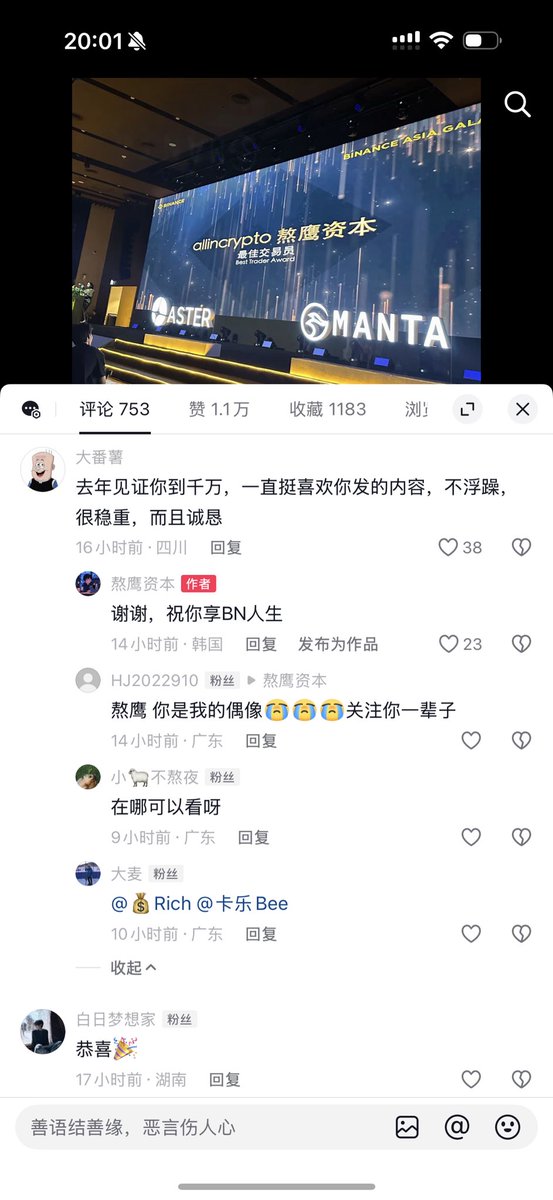 20:01
BINANCE
BINANCE ASIA GALA
allincrypto 熬鹰资本
最佳交易员
Best Trader Award
ASTER
MANTA
评论 753
赞 1.1万
收藏 1183
浏
大番薯
去年见证你到千万，一直挺喜欢你发的内容，不浮躁，
很稳重，而且诚恳
16小时前 · 四川 回复 38
熬鹰资本 作者
谢谢，祝你享BN人生
14小时前 · 韩国 回复 发布为作品 23
HJ2022910 粉丝 熬鹰资本
熬鹰 你是我的偶像😭😭😭关注你一辈子
14小时前 · 广东 回复
小🐑不熬夜 粉丝
在哪可以看呀
9小时前 · 广东 回复
大麦 粉丝
@💰Rich @卡乐Bee
10小时前 · 广东 回复
收起
白日梦想家 粉丝
恭喜🎉
17小时前 · 湖南 回复
善语结善缘，恶言伤人心